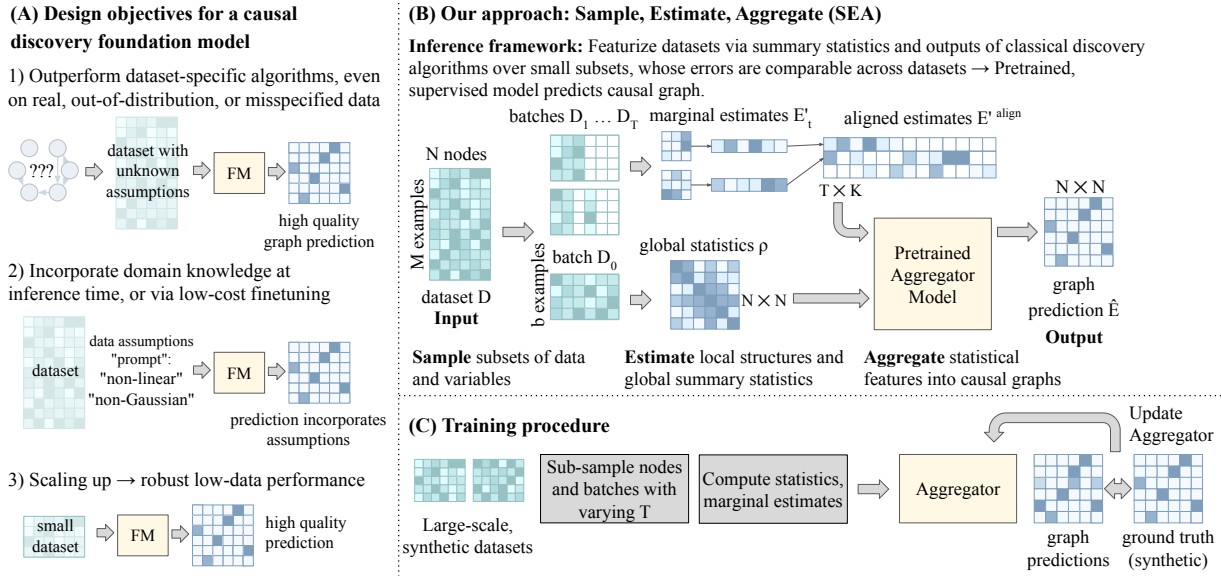 (A) Design objectives for a causal
discovery foundation model
1) Outperform dataset-specific algorithms, even
on real, out-of-distribution, or misspecified data
???
dataset with
unknown
assumptions
FM
high quality
graph prediction
2) Incorporate domain knowledge at
inference time, or via low-cost finetuning
dataset
data assumptions
"prompt":
"non-linear"
"non-Gaussian"
FM
prediction incorporates
assumptions
3) Scaling up → robust low-data performance
small
dataset
FM
high quality
prediction
(B) Our approach: Sample, Estimate, Aggregate (SEA)
Inference framework: Featurize datasets via summary statistics and outputs of classical discovery
algorithms over small subsets, whose errors are comparable across datasets → Pretrained,
supervised model predicts causal graph.
batches D₁ … D_T
marginal estimates E'_t
aligned estimates E' ᵃˡⁱᵍⁿ
N nodes
M examples
dataset D
Input
b examples
batch D₀
global statistics ρ
N × N
T × K
Pretrained
Aggregator
Model
N × N
graph
prediction Ê
Output
Sample subsets of data
and variables
Estimate local structures and
global summary statistics
Aggregate statistical
features into causal graphs
(C) Training procedure
Large-scale,
synthetic datasets
Sub-sample nodes
and batches with
varying T
Compute statistics,
marginal estimates
Aggregator
Update
Aggregator
graph
predictions
ground truth
(synthetic)